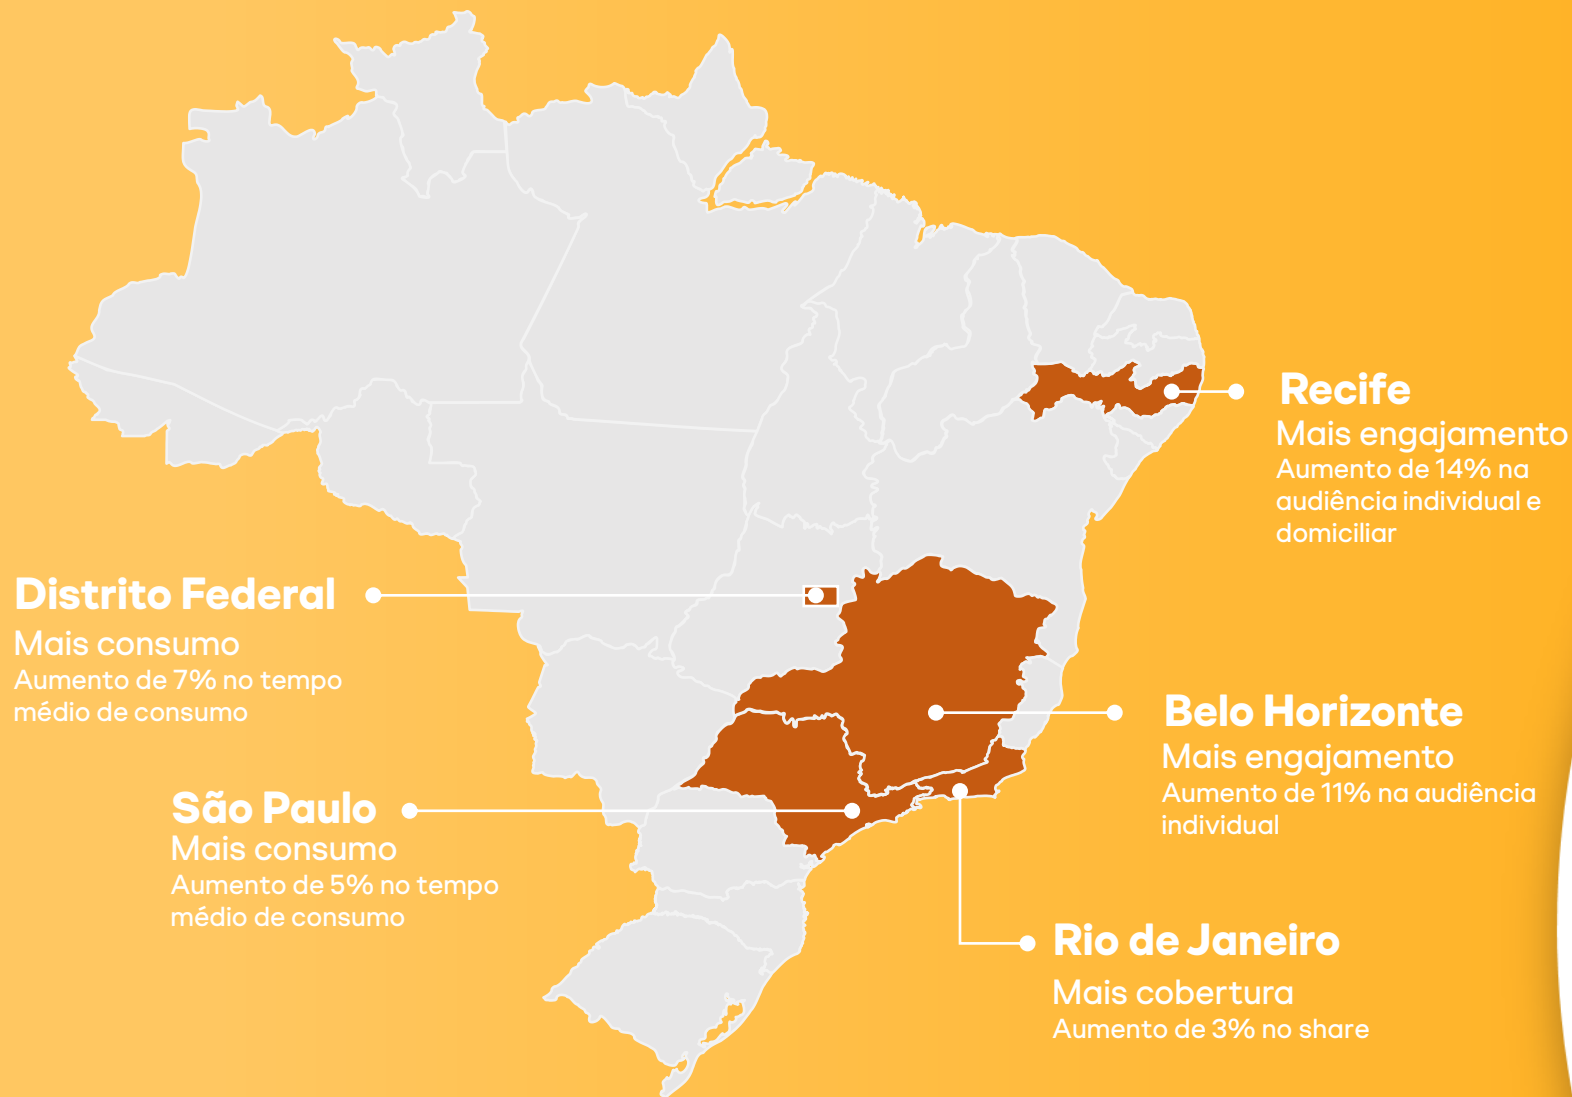 Recife
Mais engajamento
Aumento de 14% na
audiência individual e
domiciliar
Distrito Federal
Mais consumo
Aumento de 7% no tempo
médio de consumo
Belo Horizonte
Mais engajamento
Aumento de 11% na audiência
individual
São Paulo
Mais consumo
Aumento de 5% no tempo
médio de consumo
Rio de Janeiro
Mais cobertura
Aumento de 3% no share